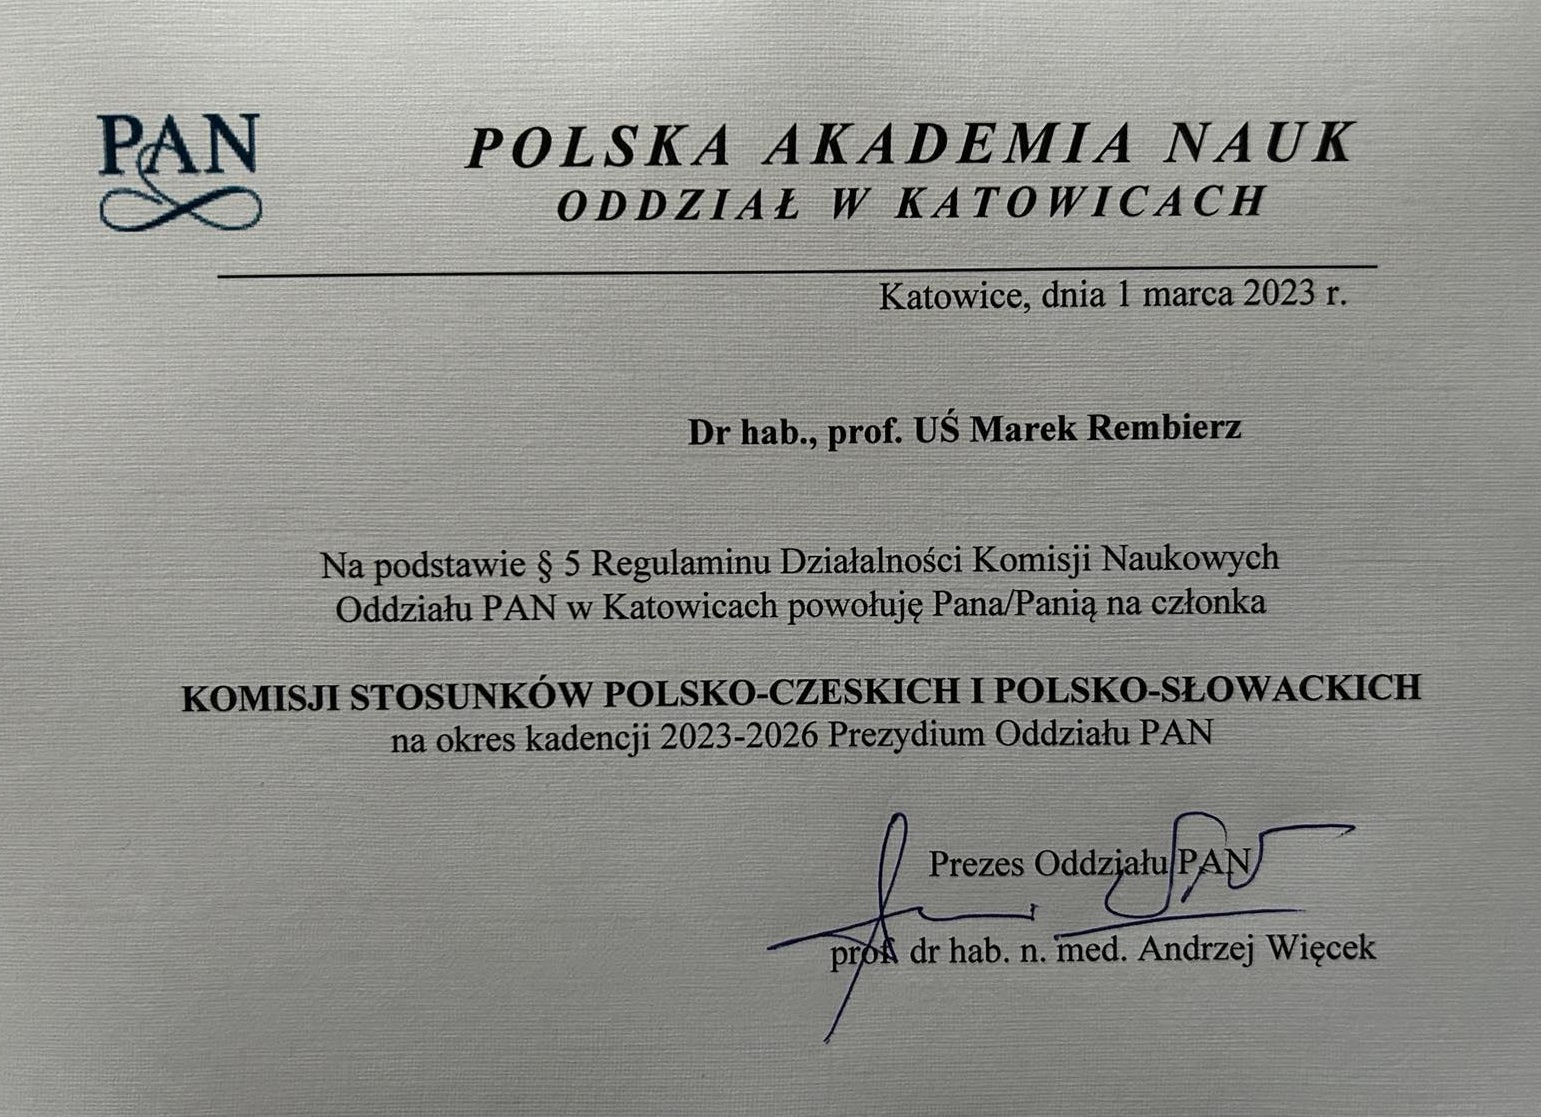 PAN
POLSKA AKADEMIA NAUK
ODDZIAŁ W KATOWICACH
Katowice, dnia 1 marca 2023 r.
Dr hab., prof. UŚ Marek Rembierz
Na podstawie § 5 Regulaminu Działalności Komisji Naukowych
Oddziału PAN w Katowicach powołuję Pana/Panią na członka
KOMISJI STOSUNKÓW POLSKO-CZESKICH I POLSKO-SŁOWACKICH
na okres kadencji 2023-2026 Prezydium Oddziału PAN
Prezes Oddziału PAN
prof. dr hab. n. med. Andrzej Więcek